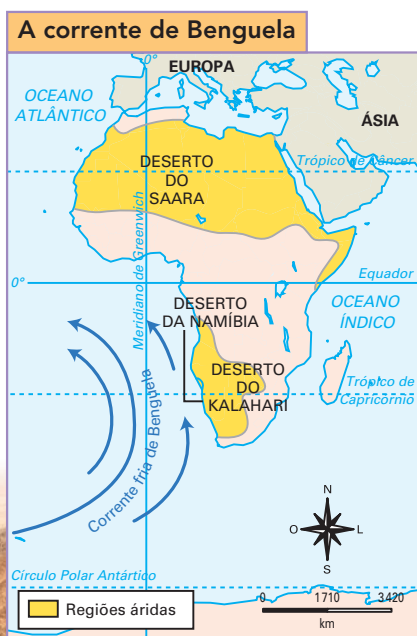 A corrente de Benguela
0°
EUROPA
OCEANO
ATLÂNTICO
ÁSIA
DESERTO
DO
SAARA
Trópico de Câncer
Meridiano de Greenwich
0°
Equador
DESERTO
DA NAMÍBIA
OCEANO
ÍNDICO
DESERTO
DO
KALAHARI
Trópico de
Capricórnio
Corrente fria de Benguela
N
O
L
S
Círculo Polar Antártico
Regiões áridas
0 1710 3420
km